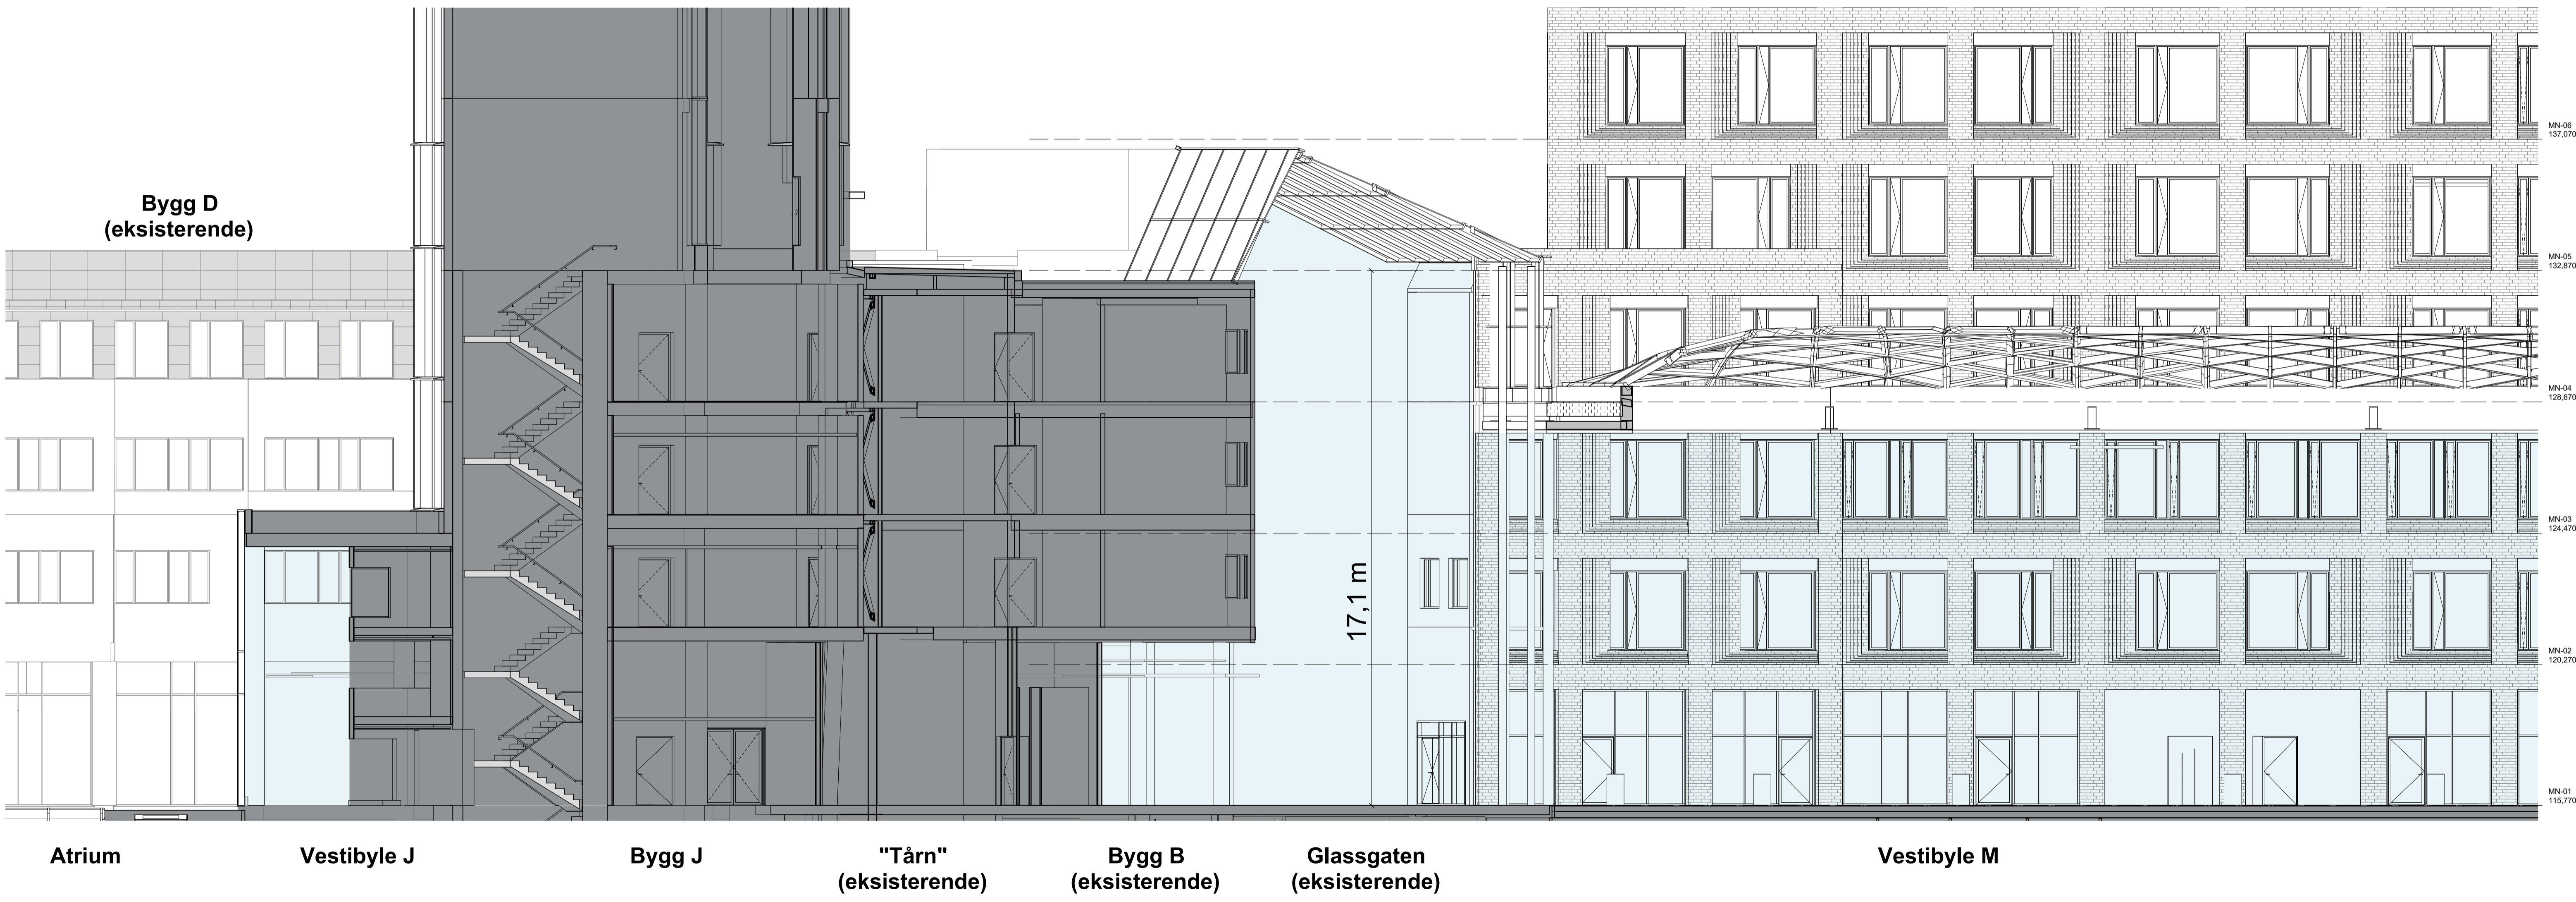 Bygg D
(eksisterende)
MN-06
137,070
MN-05
132,870
MN-04
128,670
MN-03
124,470
17,1 m
MN-02
120,270
MN-01
115,770
Atrium
Vestibyle J
Bygg J
"Tårn"
(eksisterende)
Bygg B
(eksisterende)
Glassgaten
(eksisterende)
Vestibyle M